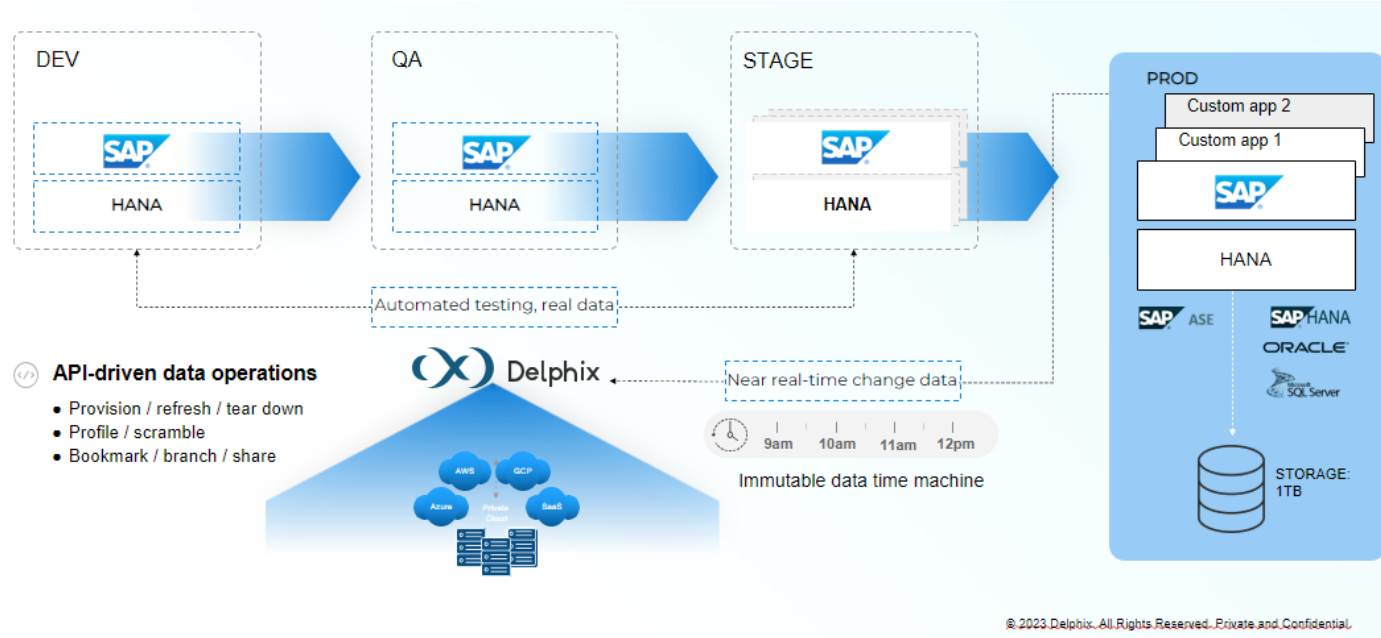 DEV
QA
STAGE
PROD
Custom app 2
Custom app 1
SAP
SAP
SAP
SAP
HANA
HANA
HANA
HANA
Automated testing, real data
SAP ASE
SAP HANA
ORACLE
Microsoft
SQL Server
API-driven data operations
Provision / refresh / tear down
Profile / scramble
Bookmark / branch / share
Delphix
Near real-time change data
9am 10am 11am 12pm
Immutable data time machine
AWS
GCP
Azure
Private
Cloud
SaaS
STORAGE:
1TB
© 2023 Delphix. All Rights Reserved. Private and Confidential.